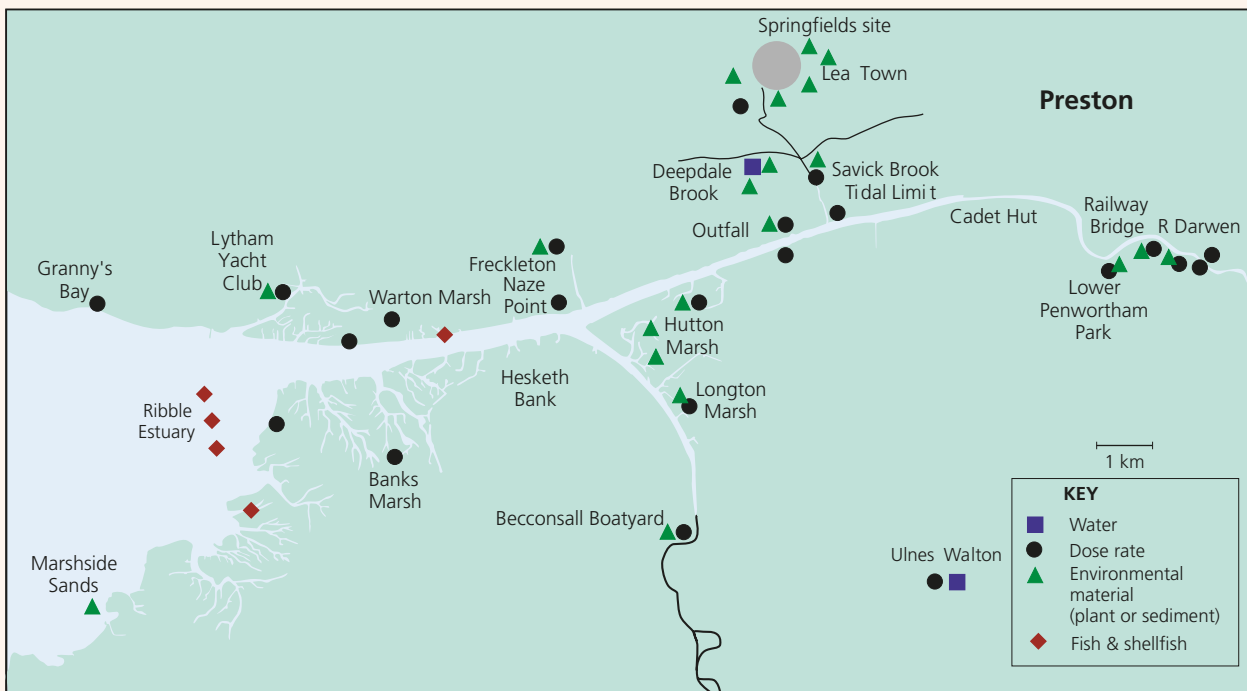 Springfields site
Lea Town
Preston
Deepdale
Brook
Savick Brook
Tidal Limit
Cadet Hut
Railway
Bridge
R Darwen
Outfall
Lower
Penwortham
Park
Lytham
Yacht
Club
Granny's
Bay
Warton Marsh
Freckleton
Naze
Point
Hutton
Marsh
Hesketh
Bank
Longton
Marsh
Ribble
Estuary
Banks
Marsh
1 km
Becconsall Boatyard
Ulnes Walton
Marshside
Sands
KEY
Water
Dose rate
Environmental
material
(plant or sediment)
Fish & shellfish